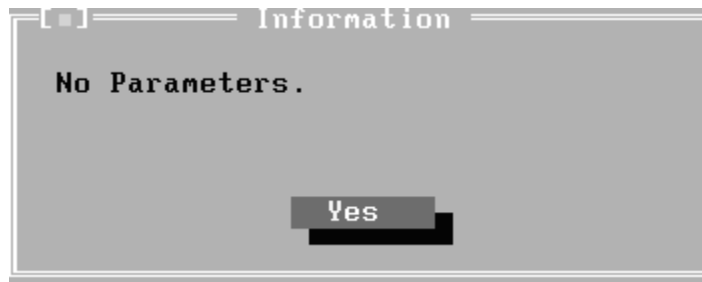 [■] Information
No Parameters.
Yes